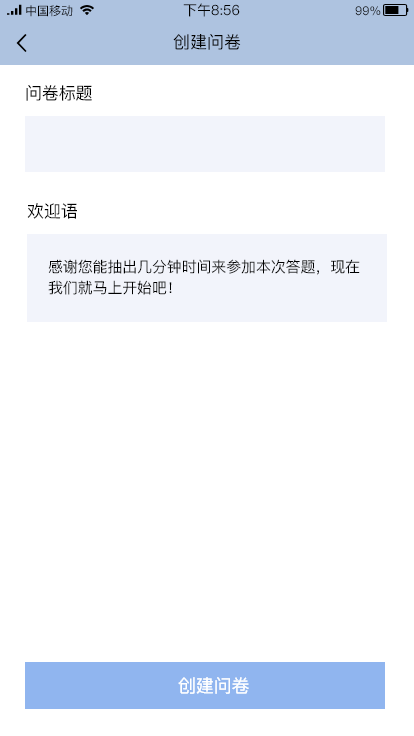 中国移动 下午8:56 99%
创建问卷
问卷标题
欢迎语
感谢您能抽出几分钟时间来参加本次答题，现在
我们就马上开始吧！
创建问卷